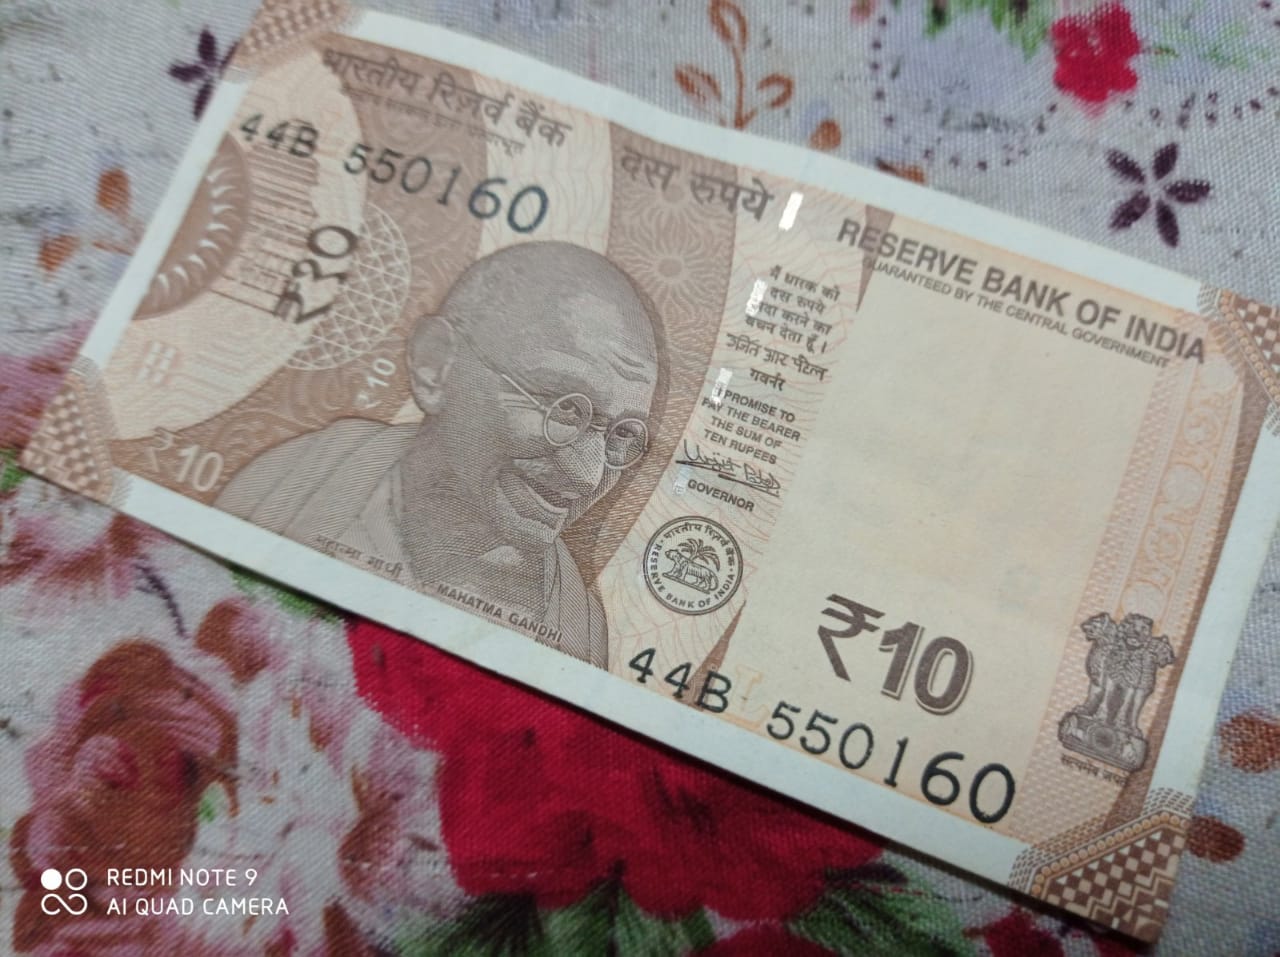 भारतीय रिज़र्व बैंक
44B 550160
दस रुपये
RESERVE BANK OF INDIA
GUARANTEED BY THE CENTRAL GOVERNMENT
₹१०
मैं धारक को
दस रुपये
अदा करने का
वचन देता हूँ।
उर्जित आर पटेल
गवर्नर
I PROMISE TO
PAY THE BEARER
THE SUM OF
TEN RUPEES
GOVERNOR
₹10
₹10
महात्मा गांधी
MAHATMA GANDHI
भारतीय रिज़र्व बैंक
RESERVE BANK OF INDIA
₹10
44B 550160
सत्यमेव जयते
REDMI NOTE 9
AI QUAD CAMERA